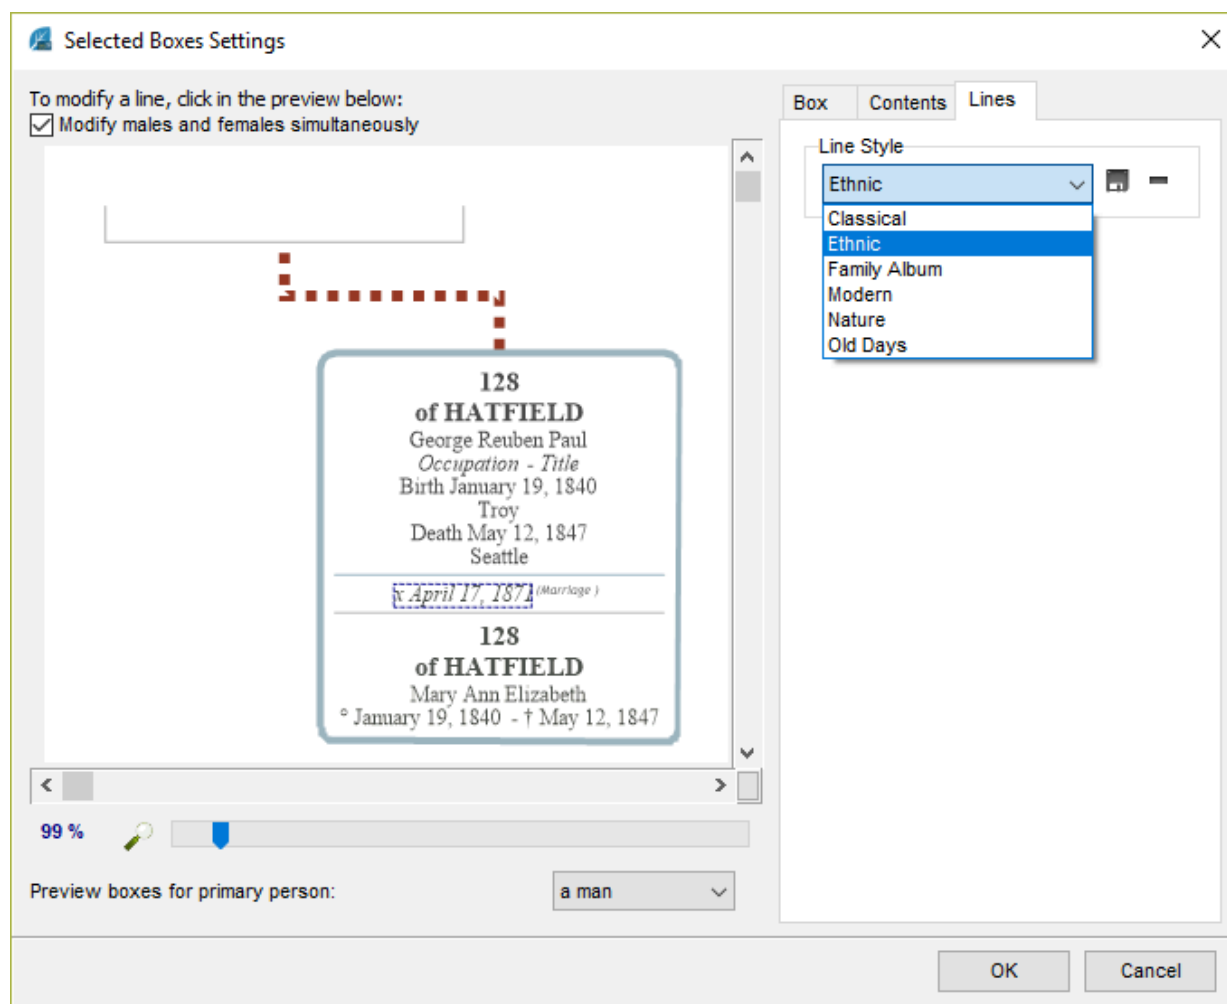 Selected Boxes Settings
To modify a line, click in the preview below:
Modify males and females simultaneously
128
of HATFIELD
George Reuben Paul
Occupation - Title
Birth January 19, 1840
Troy
Death May 12, 1847
Seattle
x April 17, 1871 (Marriage )
128
of HATFIELD
Mary Ann Elizabeth
° January 19, 1840 - † May 12, 1847
99 %
Preview boxes for primary person:
a man
Box Contents Lines
Line Style
Ethnic
Classical
Ethnic
Family Album
Modern
Nature
Old Days
OK Cancel